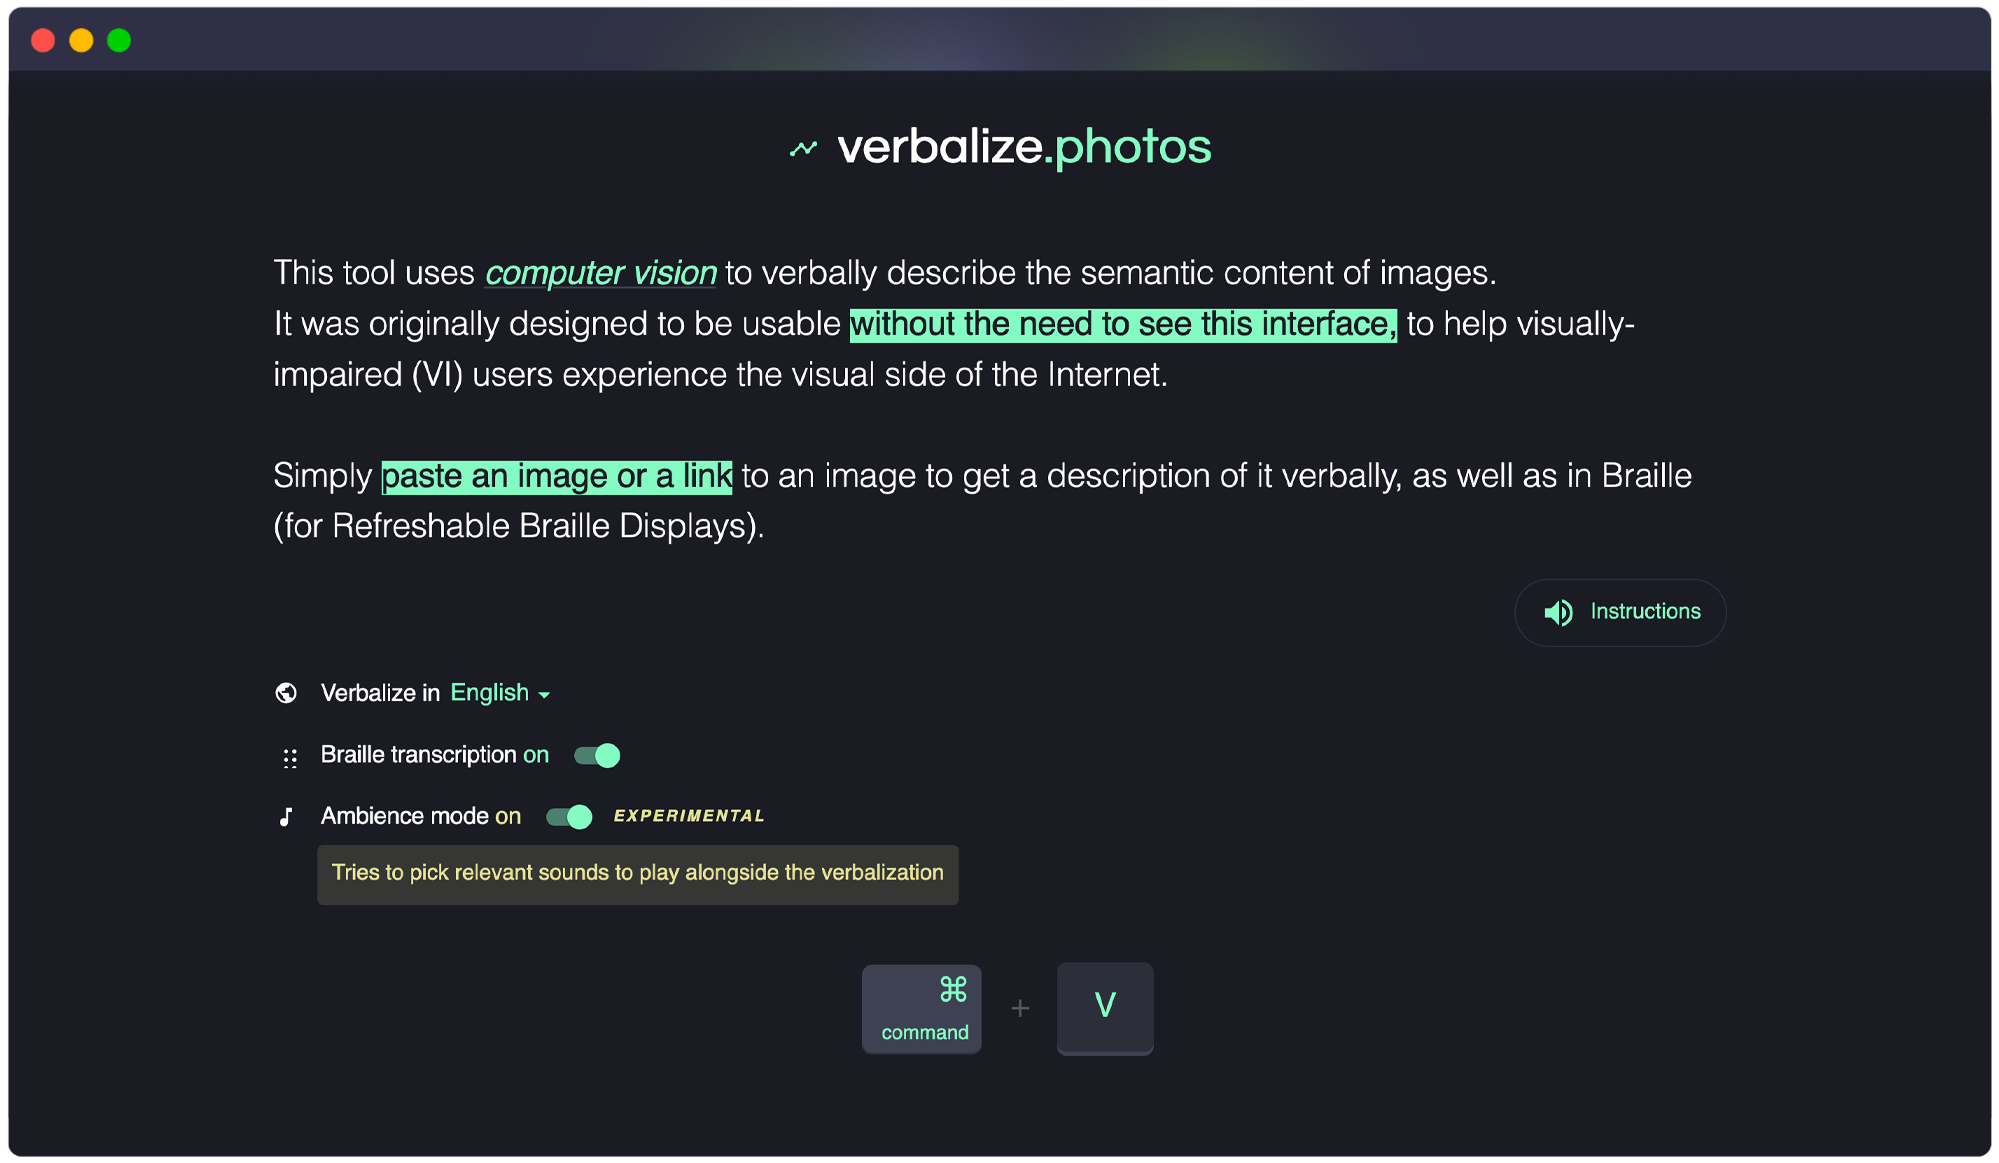 verbalize.photos
This tool uses computer vision to verbally describe the semantic content of images.
It was originally designed to be usable without the need to see this interface, to help visually-
impaired (VI) users experience the visual side of the Internet.
Simply paste an image or a link to an image to get a description of it verbally, as well as in Braille
(for Refreshable Braille Displays).
Instructions
Verbalize in English
Braille transcription on
Ambience mode on EXPERIMENTAL
Tries to pick relevant sounds to play alongside the verbalization
⌘
command + V